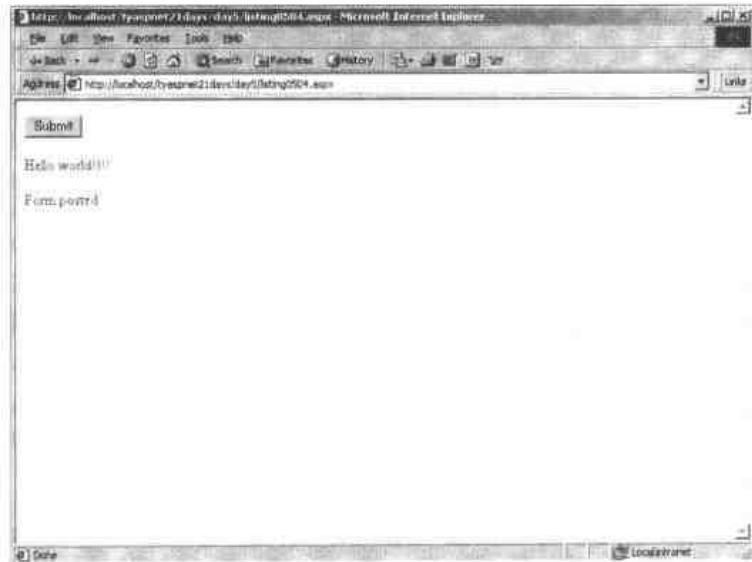 http://localhost/tyaspnet21days/day5/listing0504.aspx - Microsoft Internet Explorer
File Edit View Favorites Tools Help
Back Search Favorites History
Address http://localhost/tyaspnet21days/day5/listing0504.aspx Links
Submit
Hello world!!!
Form posted
Done Local intranet